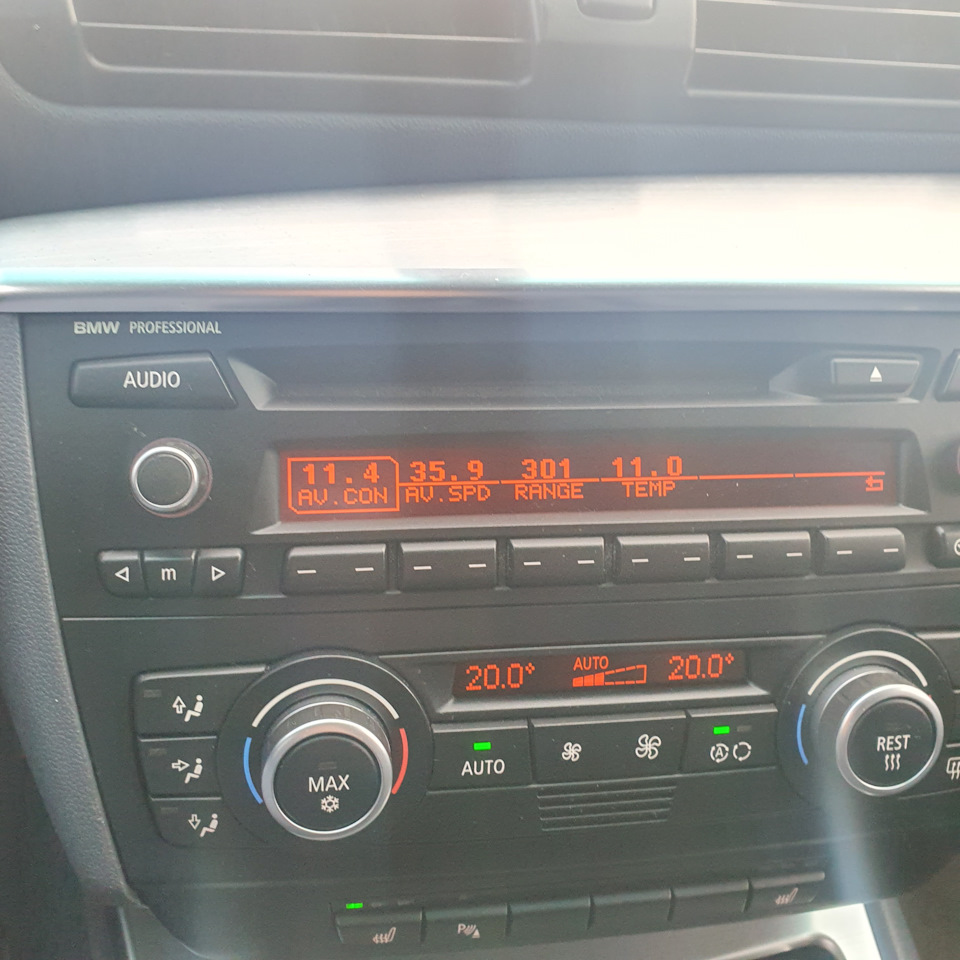 BMW PROFESSIONAL
AUDIO
11.4 35.9 301 11.0
AV.CON AV.SPD RANGE TEMP
m
20.0° AUTO 20.0°
MAX
AUTO
A
REST
P